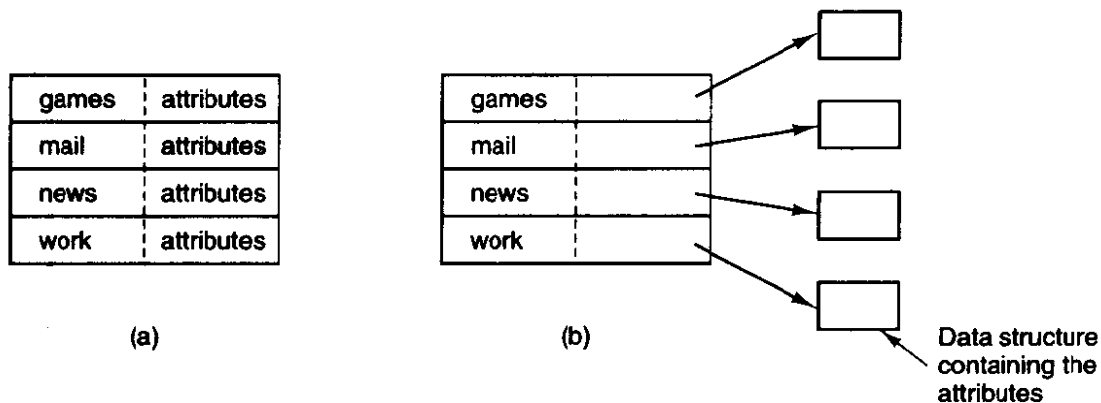 games attributes
mail attributes
news attributes
work attributes
(a)
games
mail
news
work
(b)
Data structure
containing the
attributes